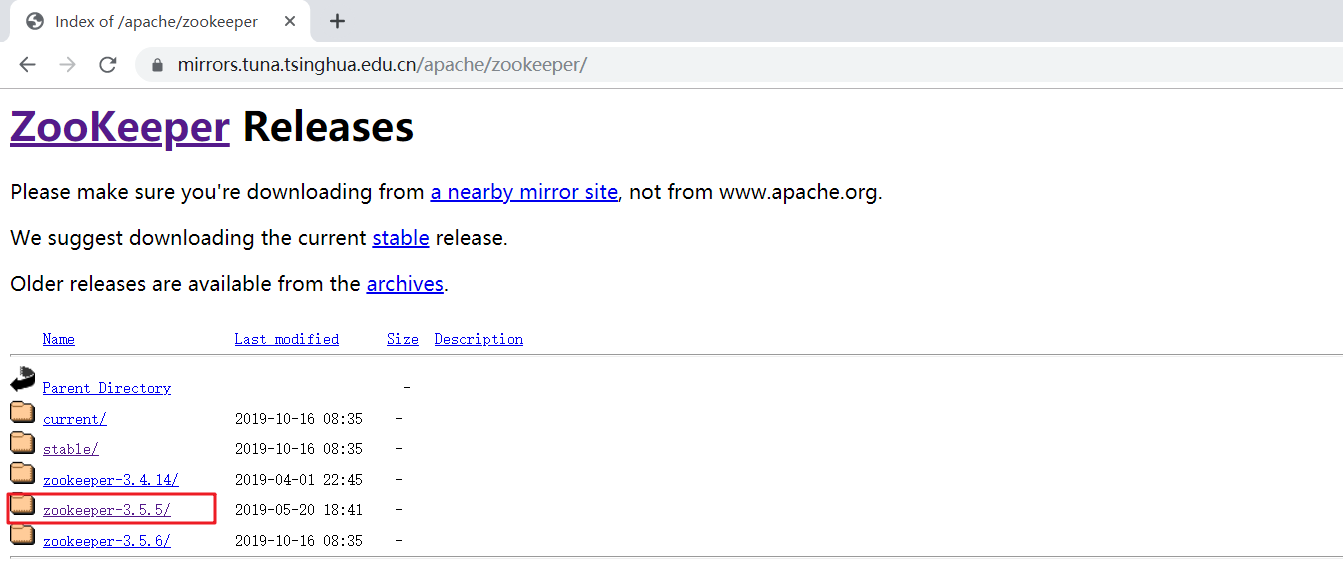 Index of /apache/zookeeper
mirrors.tuna.tsinghua.edu.cn/apache/zookeeper/
ZooKeeper Releases
Please make sure you're downloading from a nearby mirror site, not from www.apache.org.
We suggest downloading the current stable release.
Older releases are available from the archives.
Name Last modified Size Description
Parent Directory -
current/ 2019-10-16 08:35 -
stable/ 2019-10-16 08:35 -
zookeeper-3.4.14/ 2019-04-01 22:45 -
zookeeper-3.5.5/ 2019-05-20 18:41 -
zookeeper-3.5.6/ 2019-10-16 08:35 -